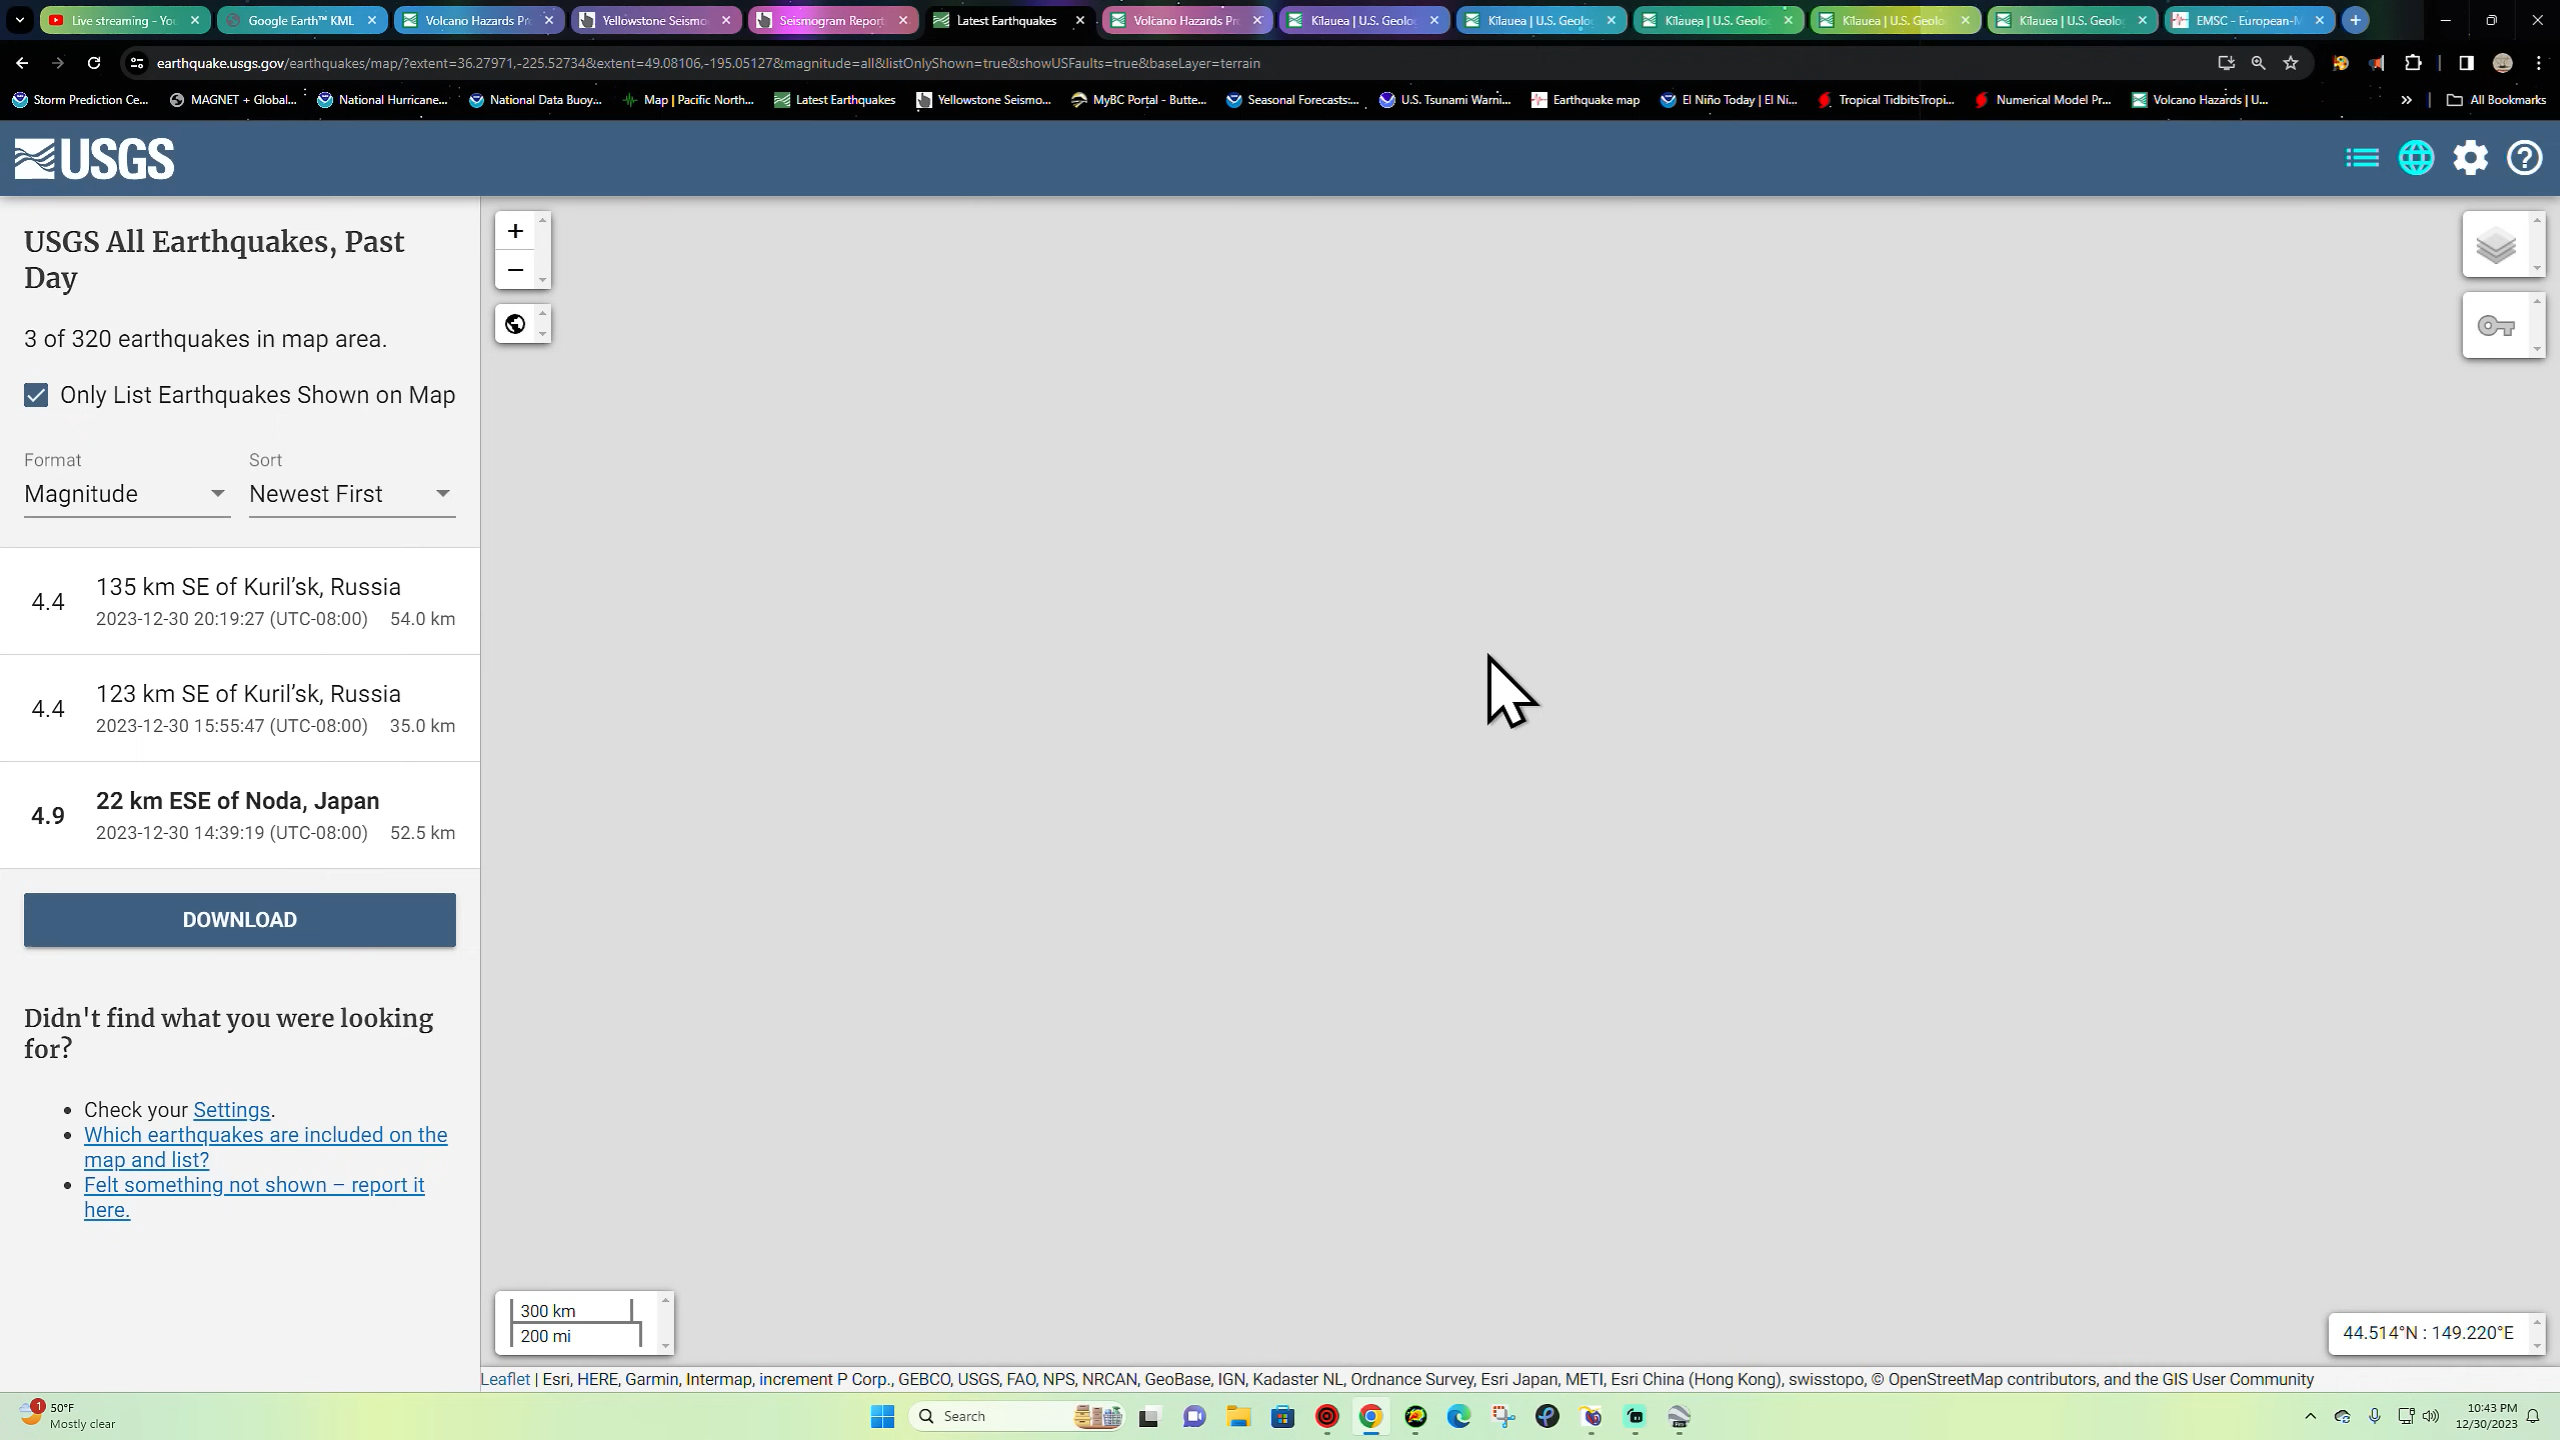 Live streaming - Yo
Google Earth™ KML
Volcano Hazards Pr
Yellowstone Seismo
Seismogram Report
Latest Earthquakes
Volcano Hazards Pr
Kīlauea | U.S. Geolo
Kīlauea | U.S. Geolo
Kīlauea | U.S. Geolo
Kīlauea | U.S. Geolo
Kīlauea | U.S. Geolo
EMSC - European-M
earthquake.usgs.gov/earthquakes/map/?extent=36.27971,-225.52734&extent=49.08106,-195.05127&magnitude=all&listOnlyShown=true&showUSFaults=true&baseLayer=terrain
Storm Prediction Ce...
MAGNET + Global...
National Hurricane...
National Data Buoy...
Map | Pacific North...
Latest Earthquakes
Yellowstone Seismo...
MyBC Portal - Butte...
Seasonal Forecasts:...
U.S. Tsunami Warni...
Earthquake map
El Niño Today | El Ni...
Tropical TidbitsTropi...
Numerical Model Pr...
Volcano Hazards | U...
All Bookmarks
USGS
USGS All Earthquakes, Past
Day
3 of 320 earthquakes in map area.
Only List Earthquakes Shown on Map
Format
Sort
Magnitude
Newest First
4.4
135 km SE of Kuril’sk, Russia
2023-12-30 20:19:27 (UTC-08:00) 54.0 km
4.4
123 km SE of Kuril’sk, Russia
2023-12-30 15:55:47 (UTC-08:00) 35.0 km
4.9
22 km ESE of Noda, Japan
2023-12-30 14:39:19 (UTC-08:00) 52.5 km
DOWNLOAD
Didn't find what you were looking
for?
Check your Settings.
Which earthquakes are included on the
map and list?
Felt something not shown – report it
here.
300 km
200 mi
44.514°N : 149.220°E
Leaflet | Esri, HERE, Garmin, Intermap, increment P Corp., GEBCO, USGS, FAO, NPS, NRCAN, GeoBase, IGN, Kadaster NL, Ordnance Survey, Esri Japan, METI, Esri China (Hong Kong), swisstopo, © OpenStreetMap contributors, and the GIS User Community
1
50°F
Mostly clear
Search
10:43 PM
12/30/2023